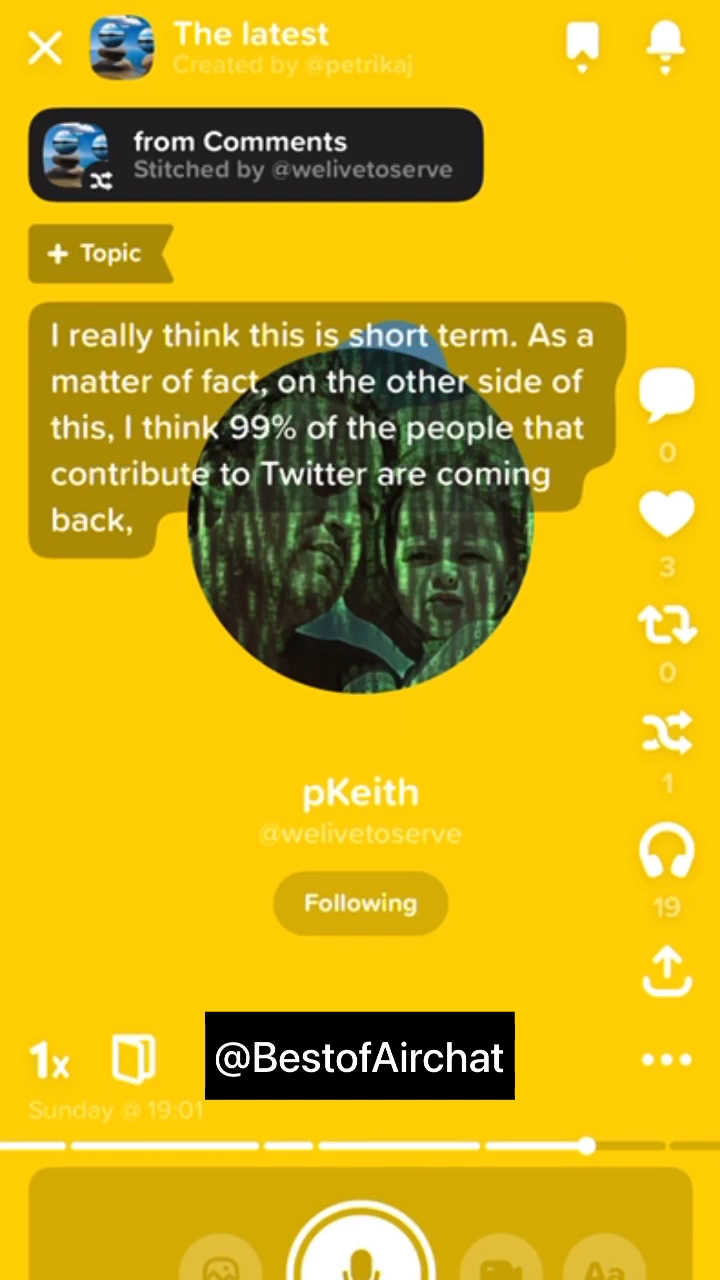 The latest
Created by @petrikaj
from Comments
Stitched by @welivetoserve
+ Topic
I really think this is short term. As a
matter of fact, on the other side of
this, I think 99% of the people that
contribute to Twitter are coming
back,
0
3
0
1
19
pKeith
@welivetoserve
Following
@BestofAirchat
1x
Sunday @ 19:01
Aa